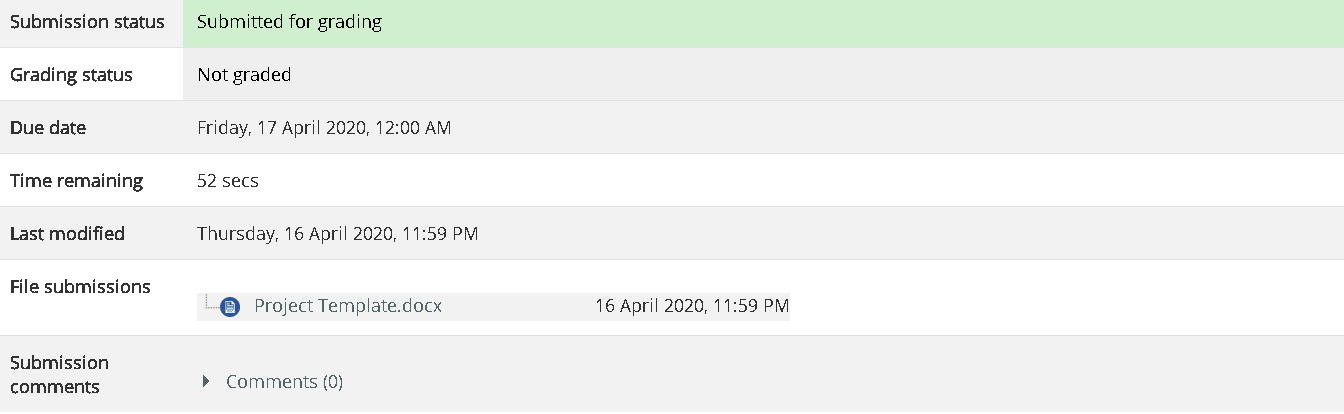 Submission status Submitted for grading
Grading status Not graded
Due date Friday, 17 April 2020, 12:00 AM
Time remaining 52 secs
Last modified Thursday, 16 April 2020, 11:59 PM
File submissions
Project Template.docx 16 April 2020, 11:59 PM
Submission
comments
Comments (0)